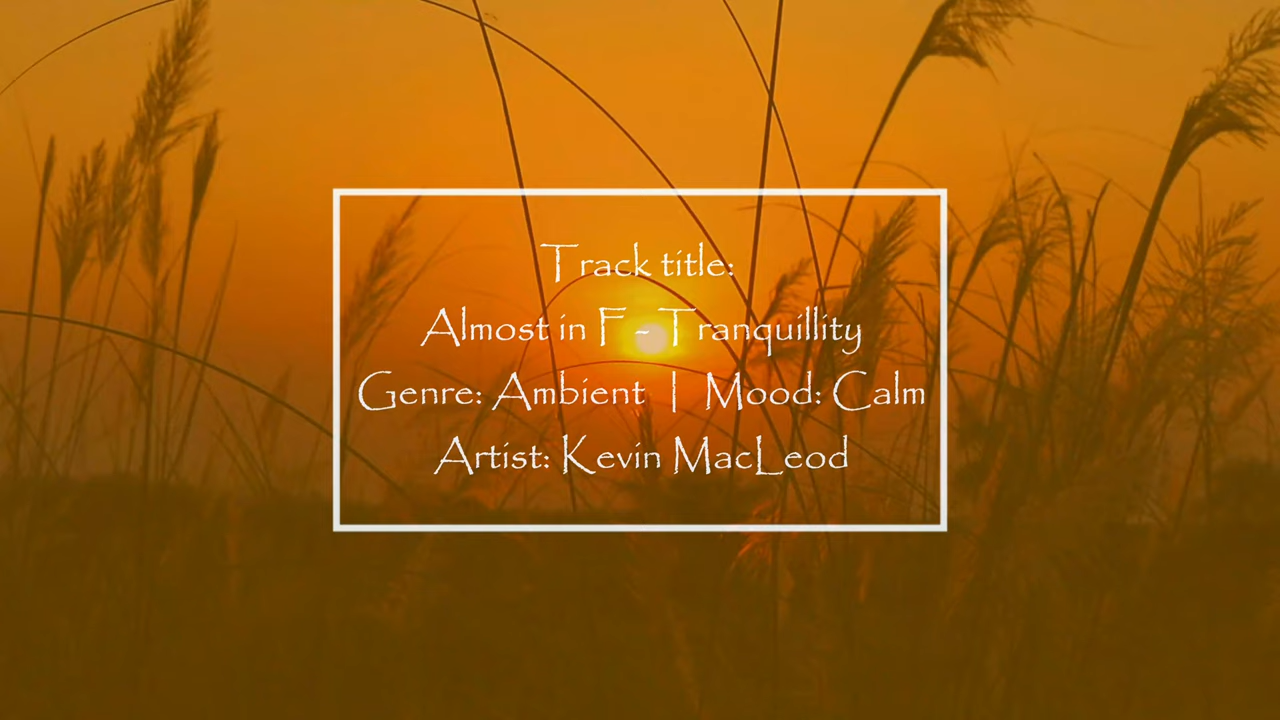 Track title:
Almost in F - Tranquillity
Genre: Ambient | Mood: Calm
Artist: Kevin MacLeod